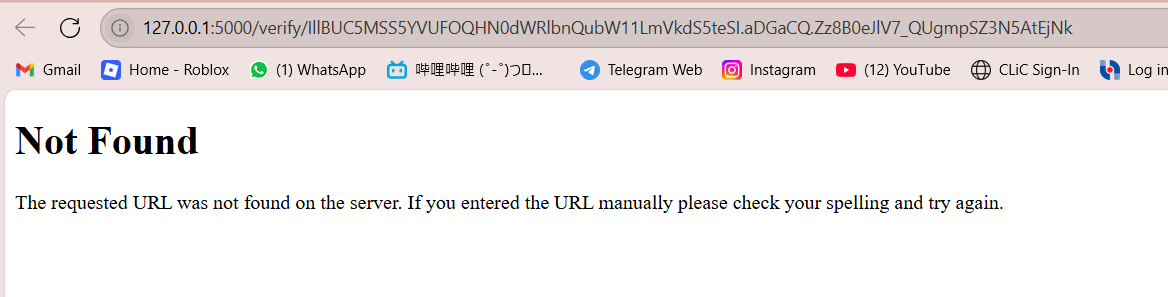 127.0.0.1:5000/verify/IllBUC5MSS5YVUFOQHN0dWRlbnQubW11LmVkdS5teSI.aDGaCQ.Zz8B0eJlV7_QUgmpSZ3N5AtEjNk
Gmail Home - Roblox (1) WhatsApp 哔哩哔哩 (゜-゜)つロ... Telegram Web Instagram (12) YouTube CLiC Sign-In Log in
Not Found
The requested URL was not found on the server. If you entered the URL manually please check your spelling and try again.